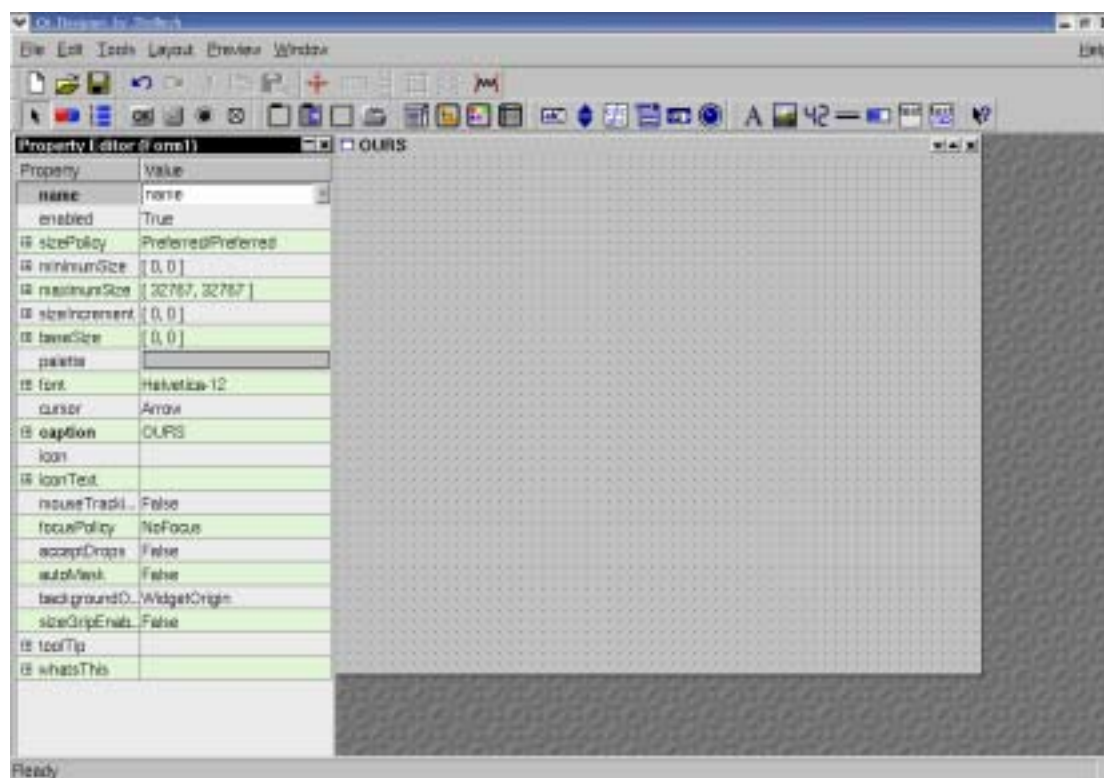 Qt Designer by Trolltech
File Edit Tools Layout Preview Window Help
Property Editor (Form1)
OURS
Property Value
name name
enabled True
sizePolicy Preferred/Preferred
minimumSize [ 0, 0 ]
maximumSize [ 32767, 32767 ]
sizeIncrement [ 0, 0 ]
baseSize [ 0, 0 ]
palette
font Helvetica-12
cursor Arrow
caption OURS
icon
iconText
mouseTracki... False
focusPolicy NoFocus
acceptDrops False
autoMask False
backgroundO... WidgetOrigin
sizeGripEnab... False
toolTip
whatsThis
Ready